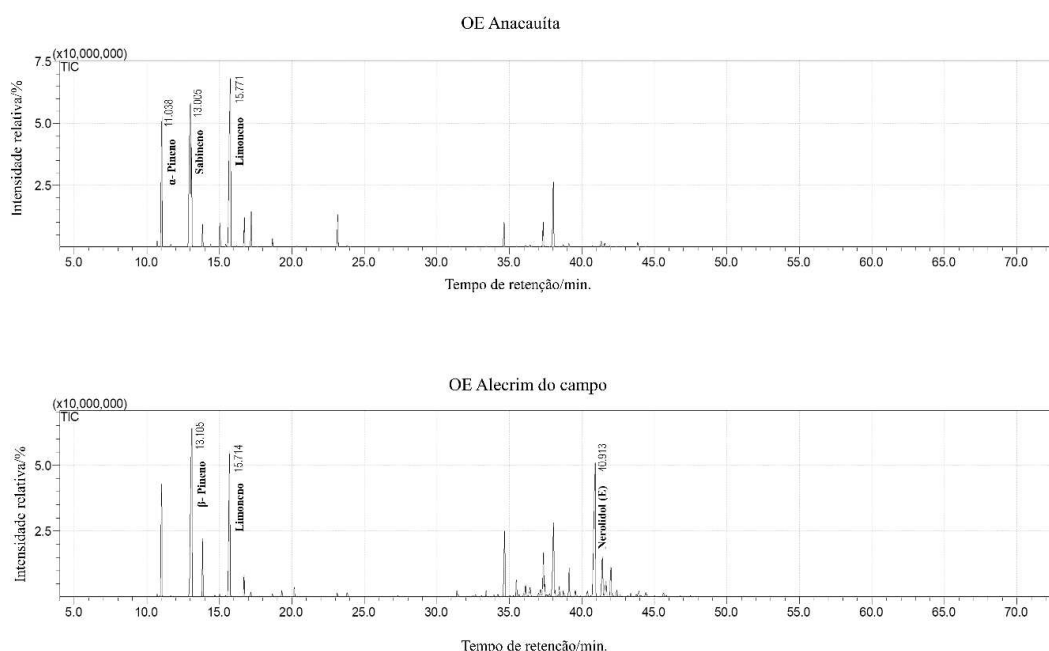 OE Anacauíta
(x10,000,000)
TIC
7.5
5.0
2.5
Intensidade relativa/%
α- Pineno 11.038
Sabineno 13.005
Limoneno 15.771
5.0 10.0 15.0 20.0 25.0 30.0 35.0 40.0 45.0 50.0 55.0 60.0 65.0 70.0
Tempo de retenção/min.
OE Alecrim do campo
(x10,000,000)
TIC
5.0
2.5
Intensidade relativa/%
β- Pineno 13.105
Limoneno 15.714
Nerolidol (E) 40.913
5.0 10.0 15.0 20.0 25.0 30.0 35.0 40.0 45.0 50.0 55.0 60.0 65.0 70.0
Tempo de retenção/min.